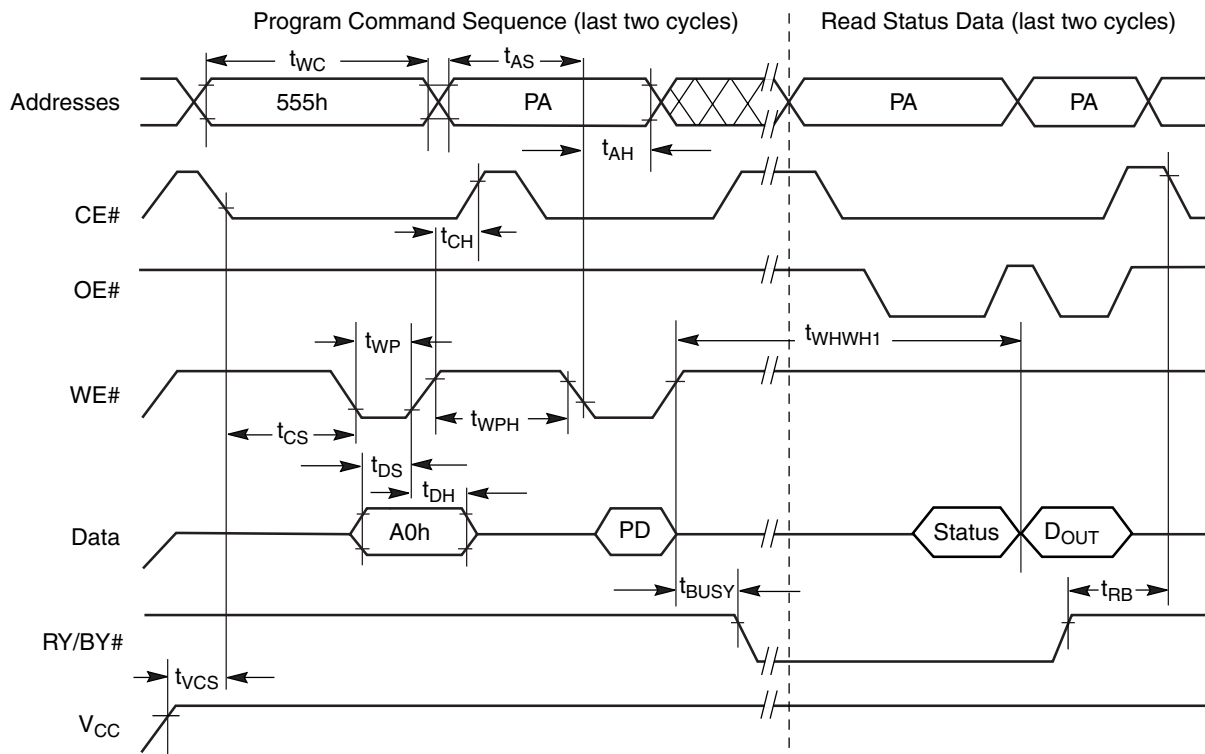 Program Command Sequence (last two cycles)
Read Status Data (last two cycles)
tWC
tAS
Addresses
555h
PA
PA
PA
tAH
CE#
tCH
OE#
tWP
tWHWH1
WE#
tWPH
tCS
tDS
tDH
Data
A0h
PD
Status
DOUT
tBUSY
tRB
RY/BY#
tVCS
VCC